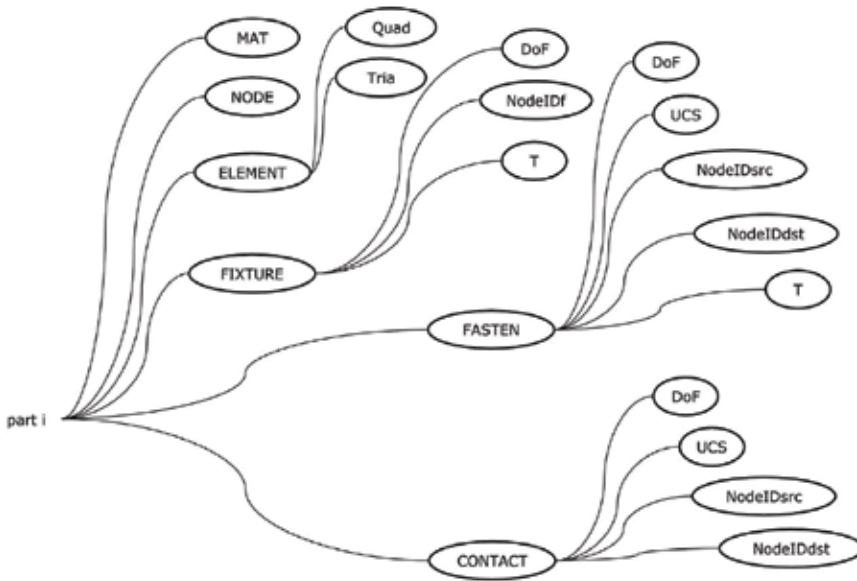 MAT
NODE
ELEMENT
Quad
Tria
FIXTURE
DoF
NodeIDf
T
part i
FASTEN
DoF
UCS
NodeIDsrc
NodeIDdst
T
CONTACT
DoF
UCS
NodeIDsrc
NodeIDdst